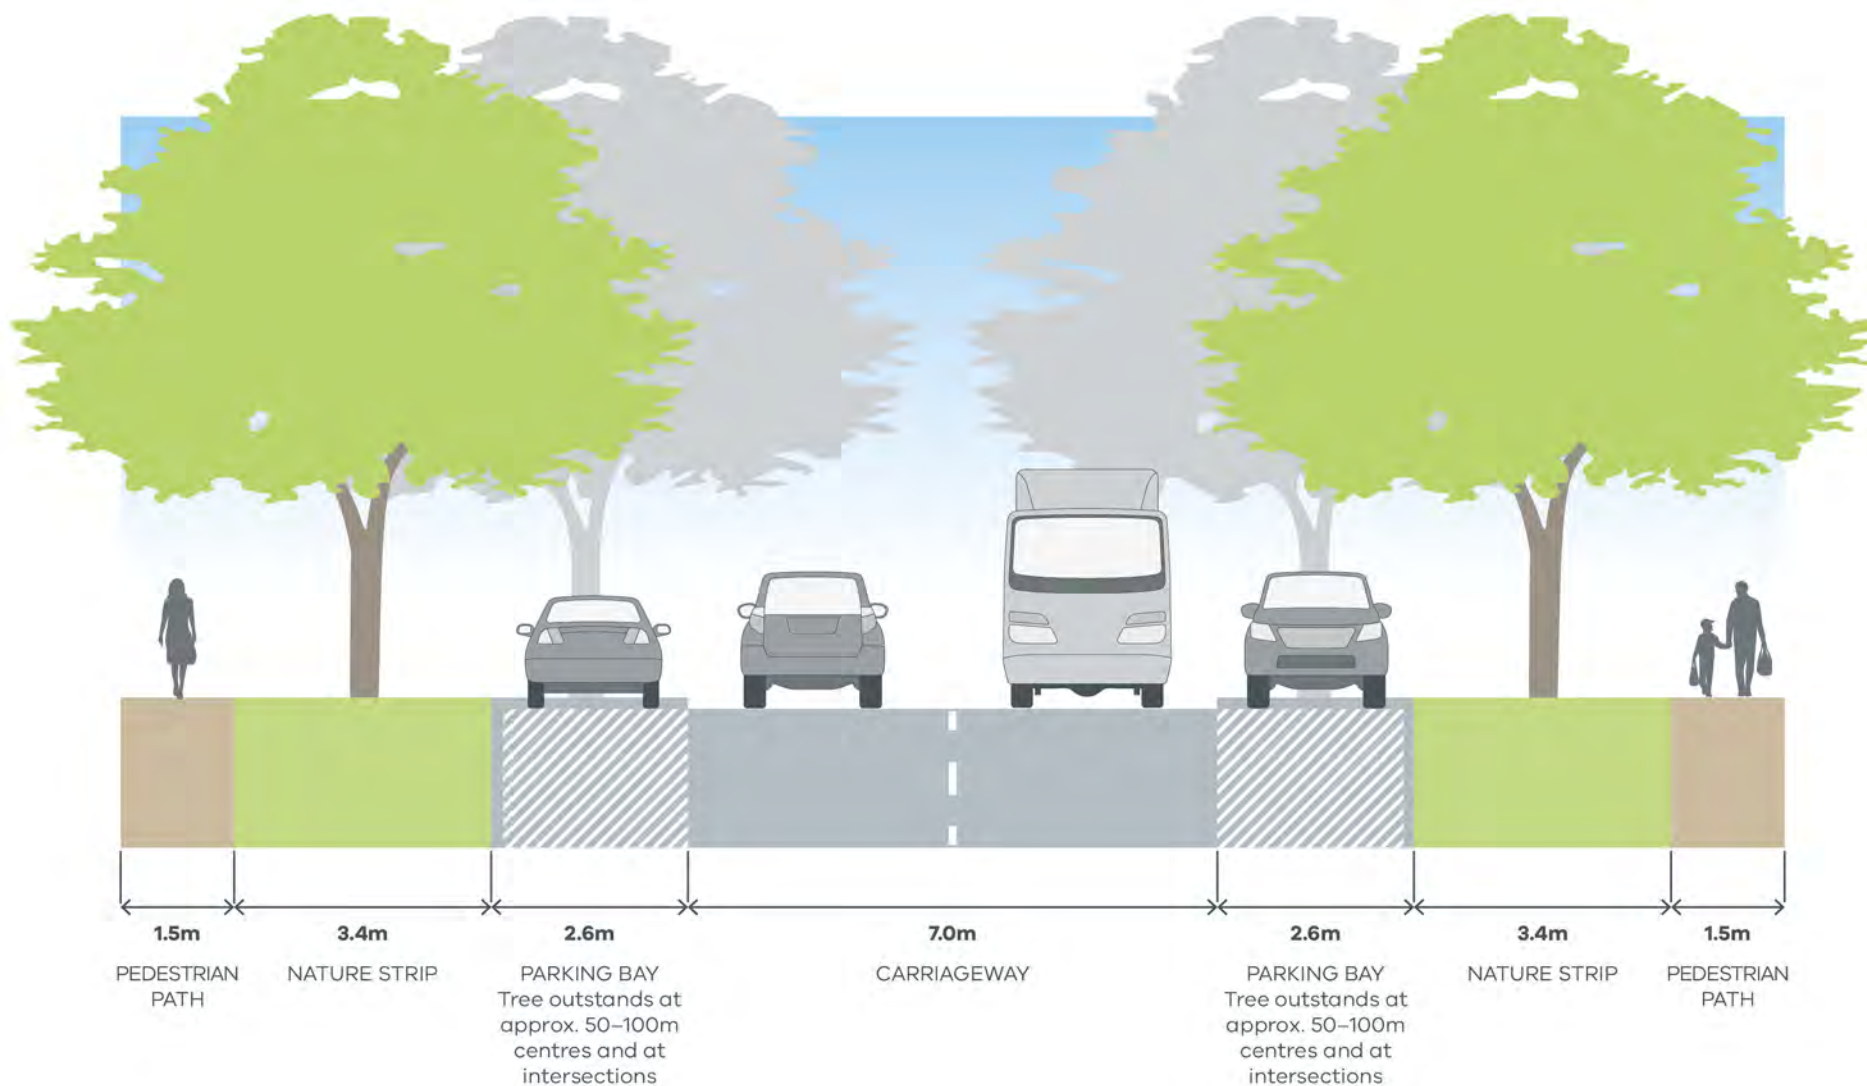 1.5m
3.4m
2.6m
7.0m
2.6m
3.4m
1.5m
PEDESTRIAN
PATH
NATURE STRIP
PARKING BAY
Tree outstands at
approx. 50–100m
centres and at
intersections
CARRIAGEWAY
PARKING BAY
Tree outstands at
approx. 50–100m
centres and at
intersections
NATURE STRIP
PEDESTRIAN
PATH